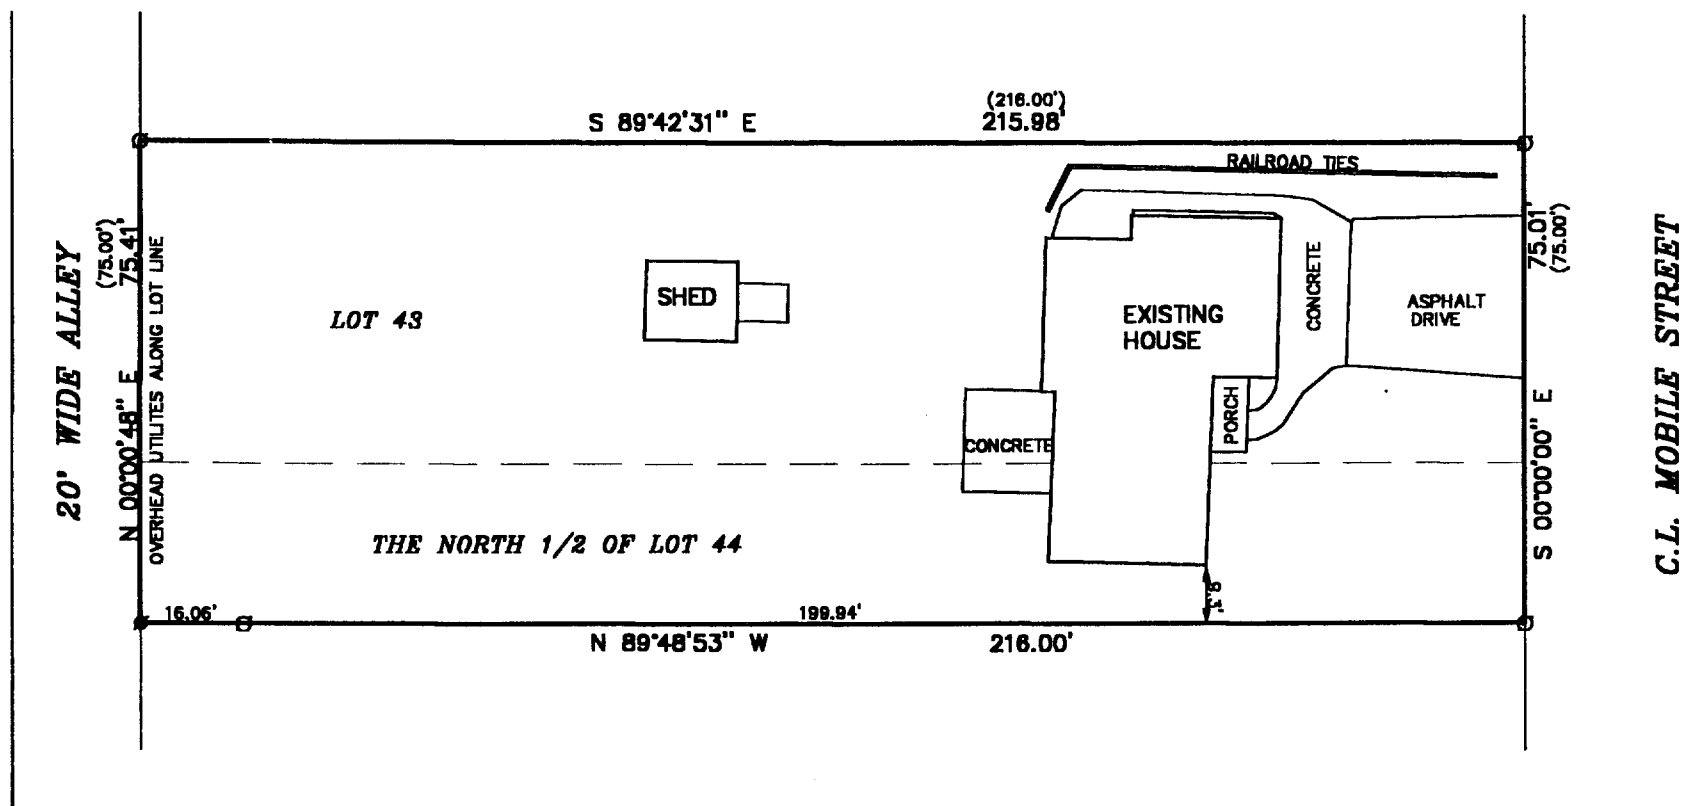 (216.00')
S 89°42'31" E
215.98'
RAILROAD TIES
20' WIDE ALLEY
(75.00')
75.41'
N 00°00'48" E
OVERHEAD UTILITES ALONG LOT LINE
LOT 43
SHED
EXISTING
HOUSE
CONCRETE
ASPHALT
DRIVE
75.01'
(75.00')
S 00°00'00" E
C.L. MOBILE STREET
PORCH
CONCRETE
THE NORTH 1/2 OF LOT 44
16.06'
199.94'
N 89°48'53" W
216.00'